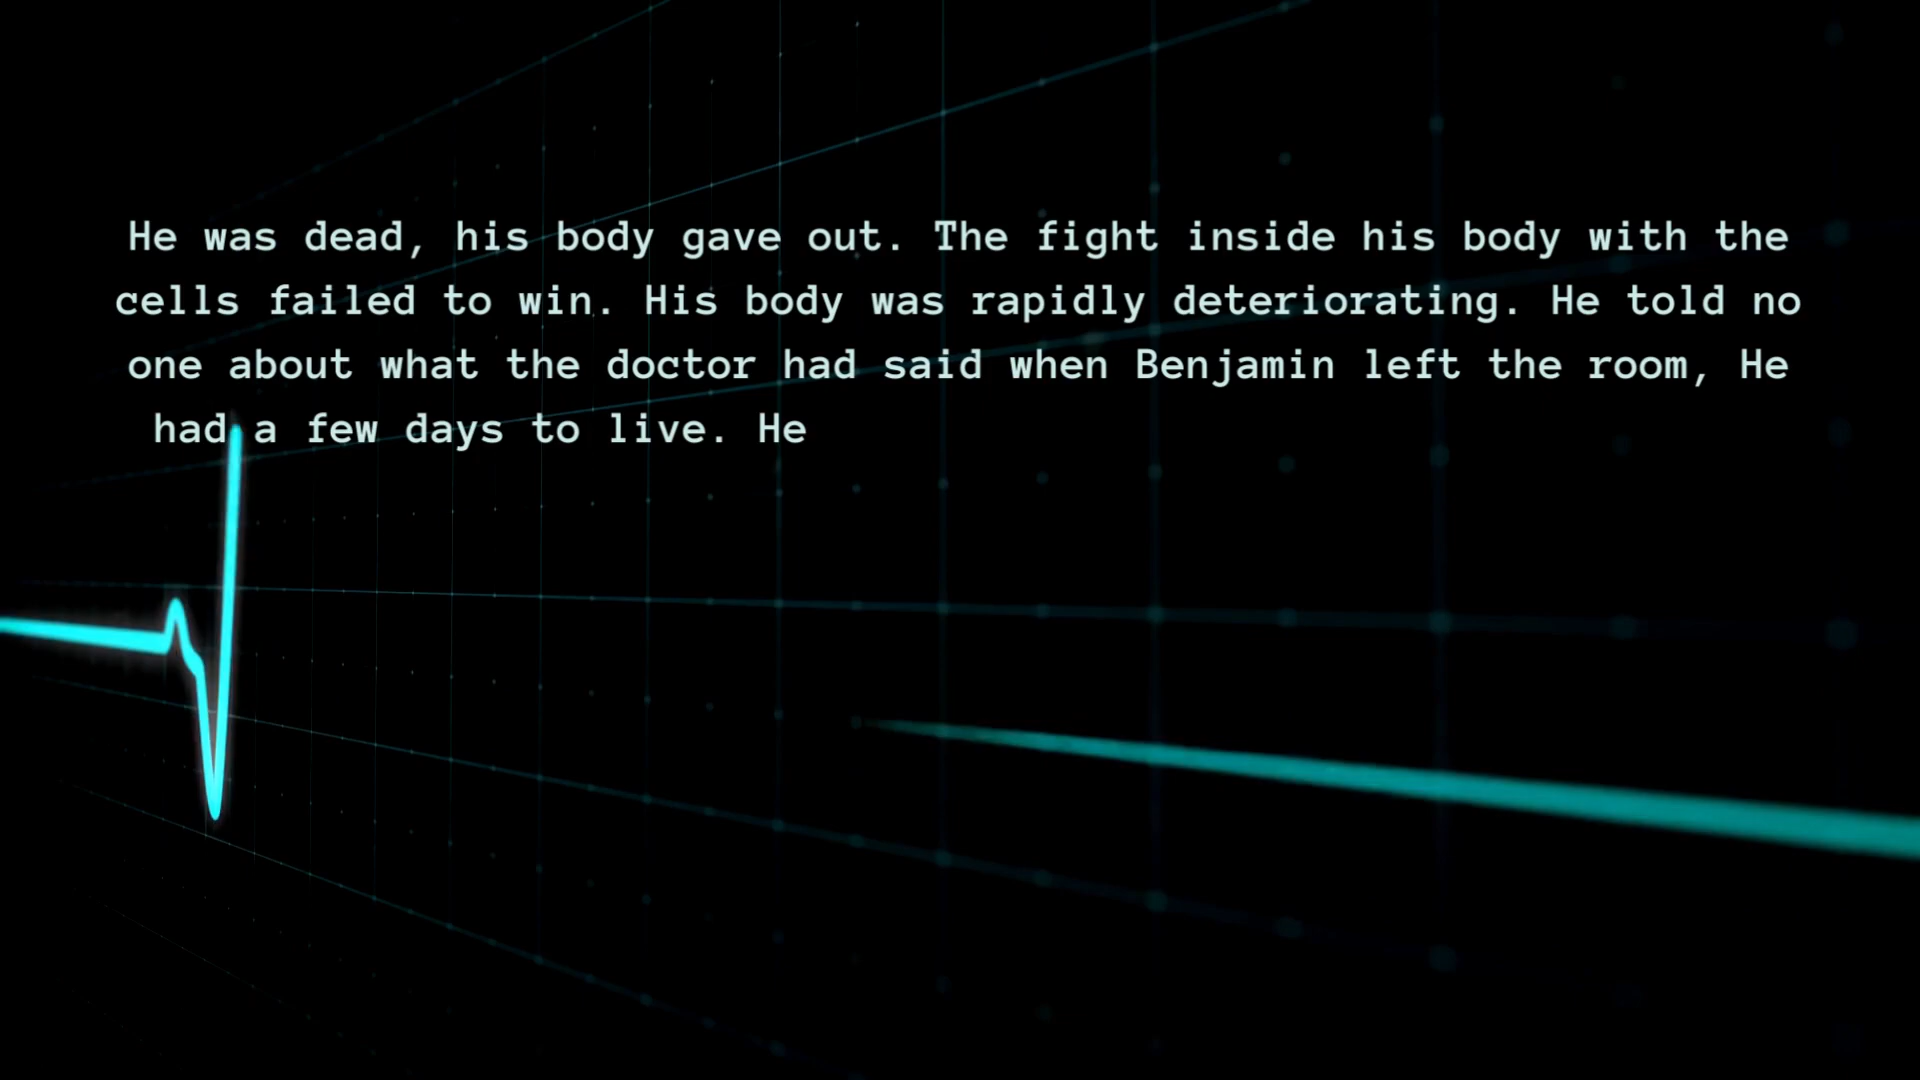 He was dead, his body gave out. The fight inside his body with the
cells failed to win. His body was rapidly deteriorating. He told no
one about what the doctor had said when Benjamin left the room, He
had a few days to live. He